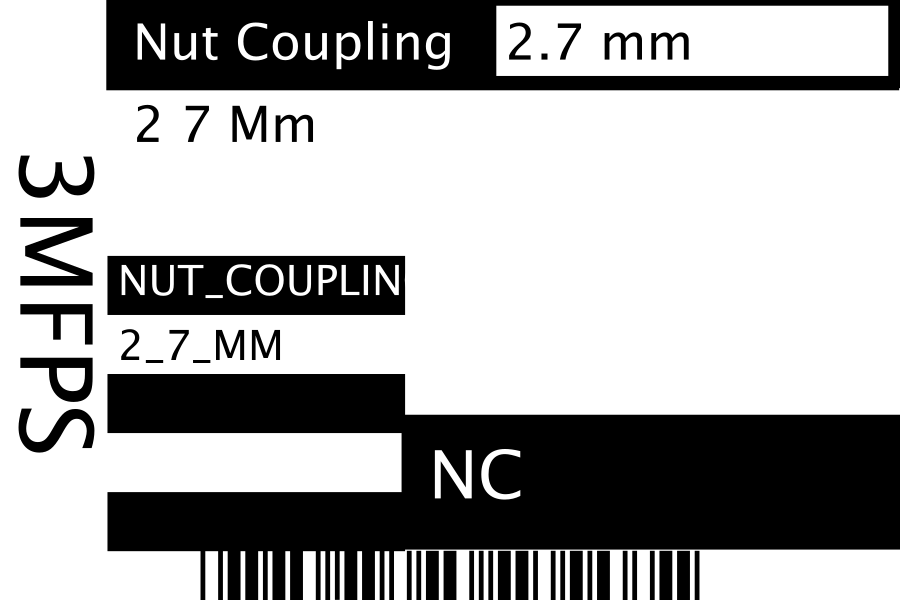 Nut Coupling 2.7 mm
2 7 Mm
3MFPS
NUT_COUPLIN
2_7_MM
NC